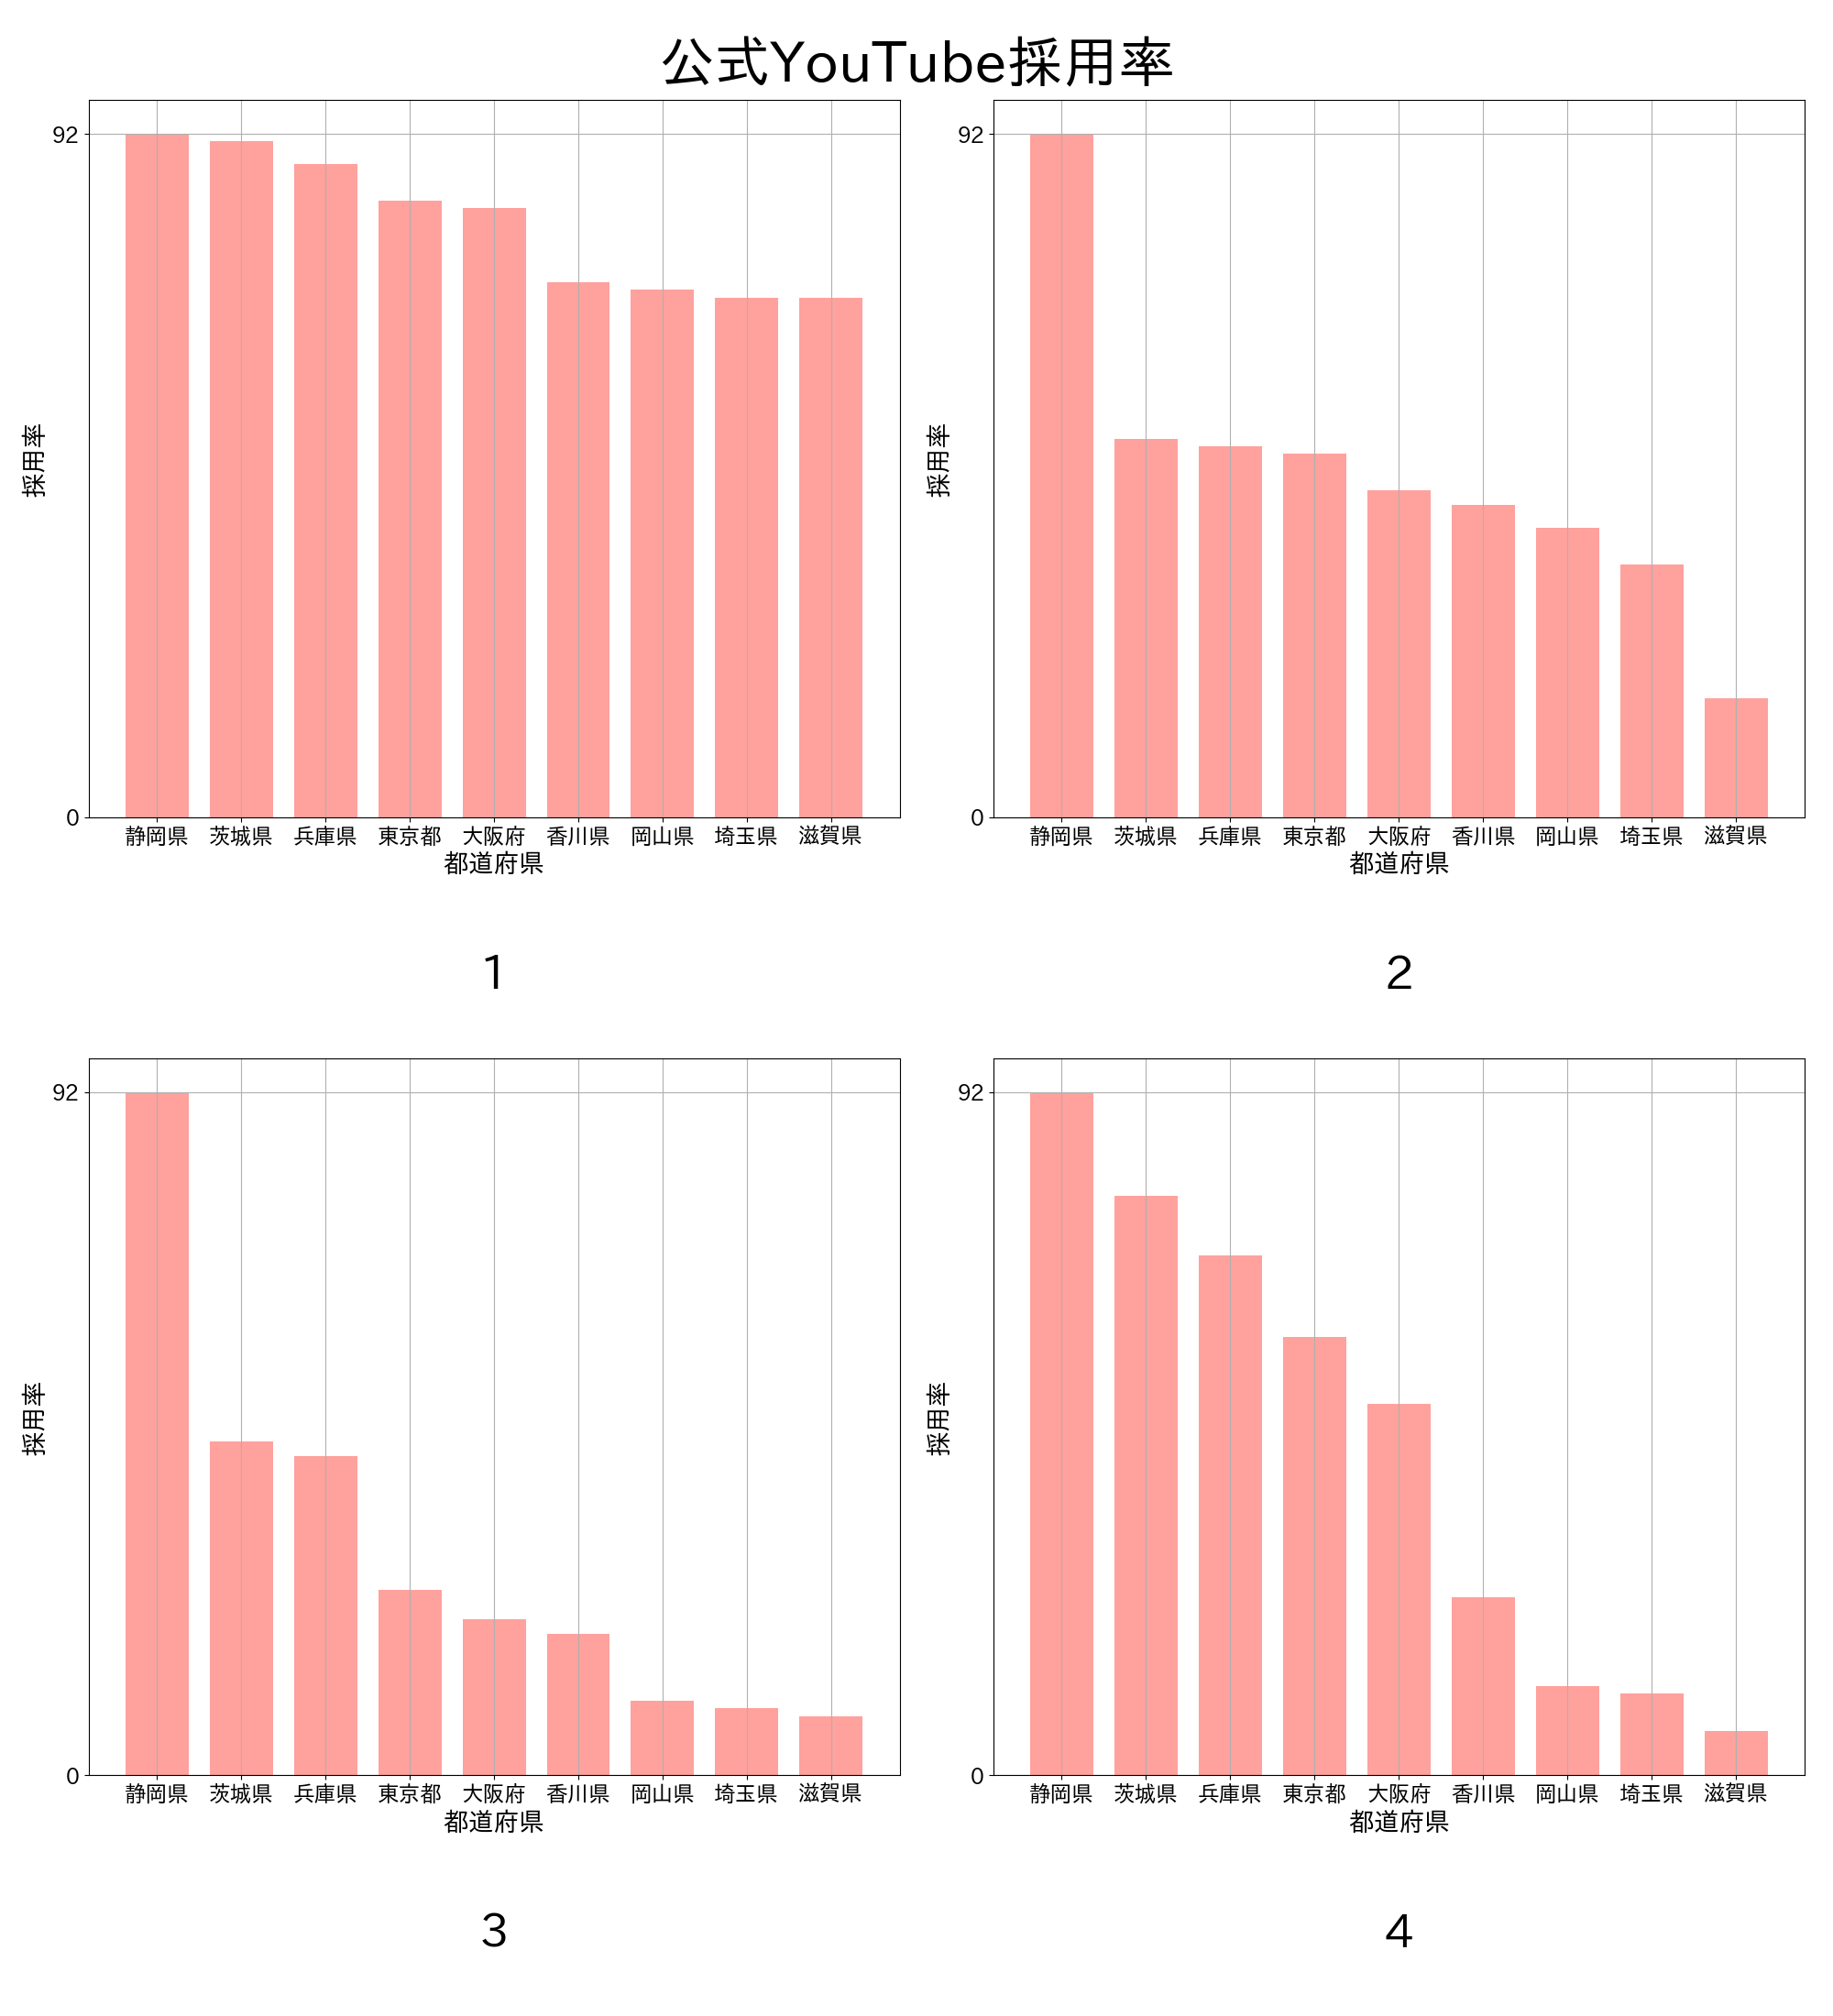 公式YouTube採用率
92
採用率
0
静岡県 茨城県 兵庫県 東京都 大阪府 香川県 岡山県 埼玉県 滋賀県
都道府県
1
92
採用率
0
静岡県 茨城県 兵庫県 東京都 大阪府 香川県 岡山県 埼玉県 滋賀県
都道府県
2
92
採用率
0
静岡県 茨城県 兵庫県 東京都 大阪府 香川県 岡山県 埼玉県 滋賀県
都道府県
3
92
採用率
0
静岡県 茨城県 兵庫県 東京都 大阪府 香川県 岡山県 埼玉県 滋賀県
都道府県
4